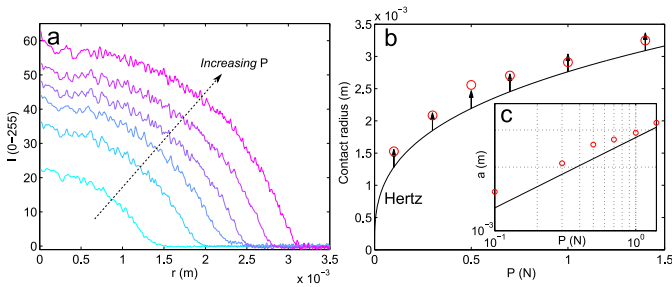 a
Increasing P
I (0–255)
60
50
40
30
20
10
0
0 0.5 1 1.5 2 2.5 3 3.5
r (m)
x 10⁻³
x 10⁻³
b
Contact radius (m)
3.5
3
2.5
2
1.5
1
0.5
0
0 0.5 1 1.5
P (N)
Hertz
c
a (m)
10⁻³
10⁻¹ 10⁰
P (N)